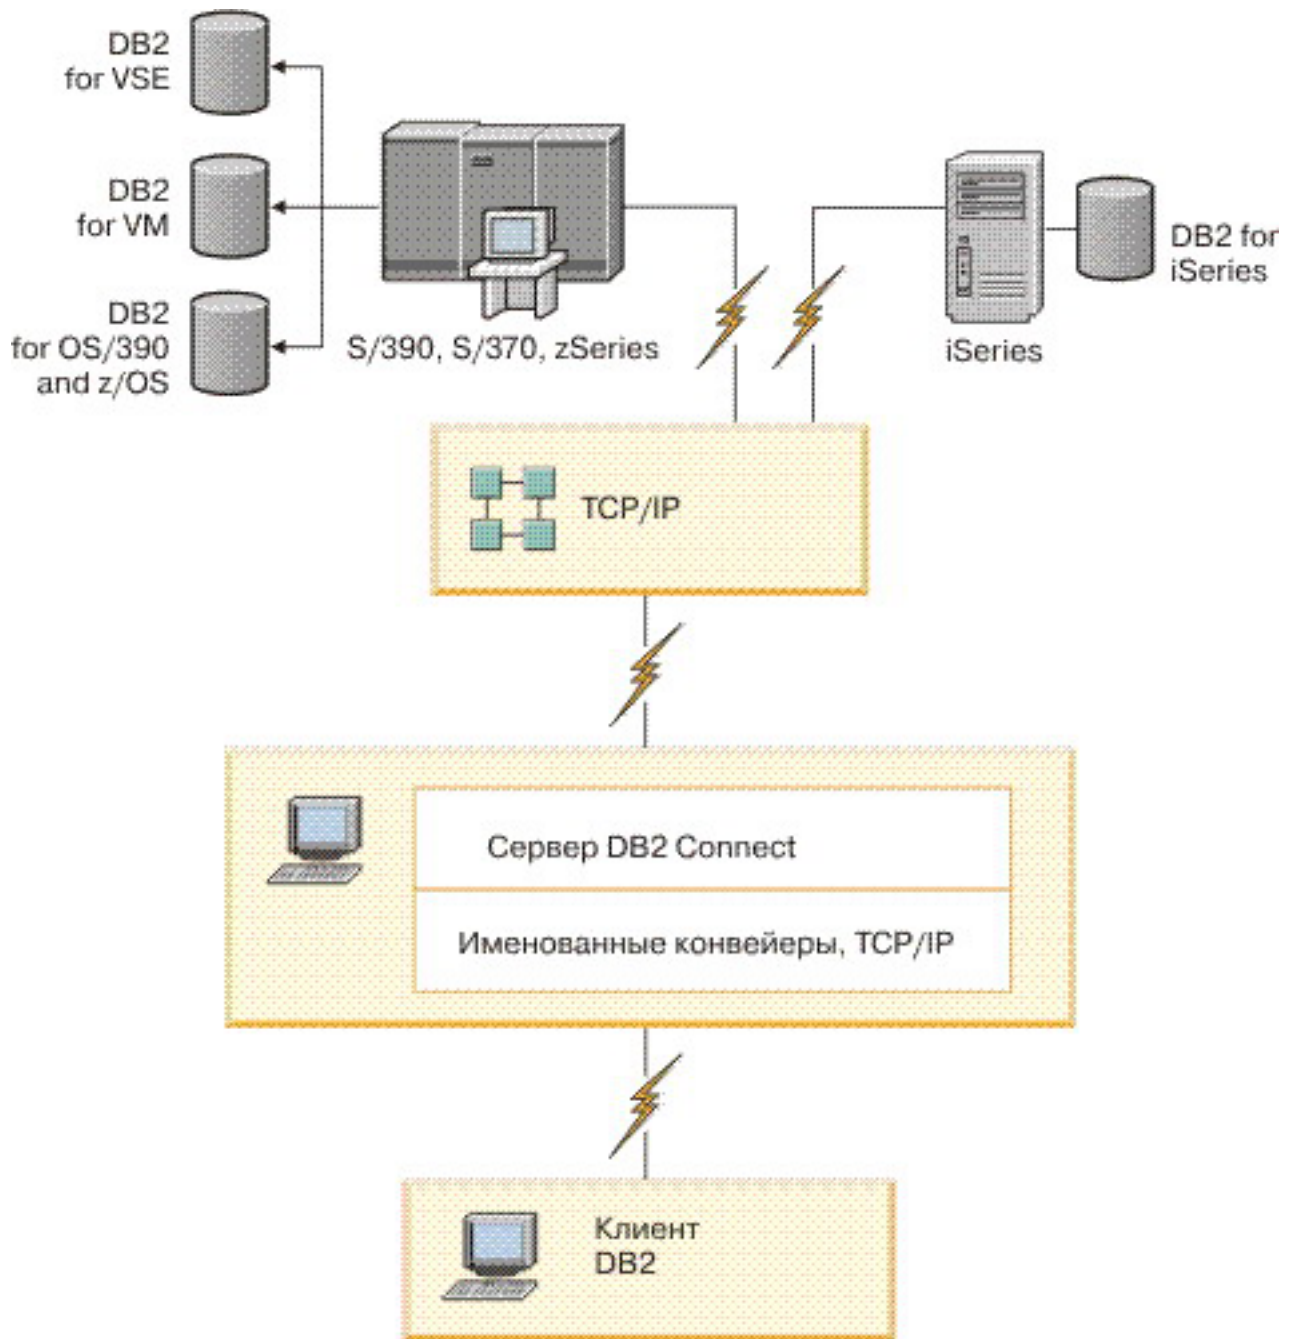 DB2
for VSE
DB2
for VM
DB2
for OS/390
and z/OS
S/390, S/370, zSeries
iSeries
DB2 for
iSeries
TCP/IP
Сервер DB2 Connect
Именованные конвейеры, TCP/IP
Клиент
DB2